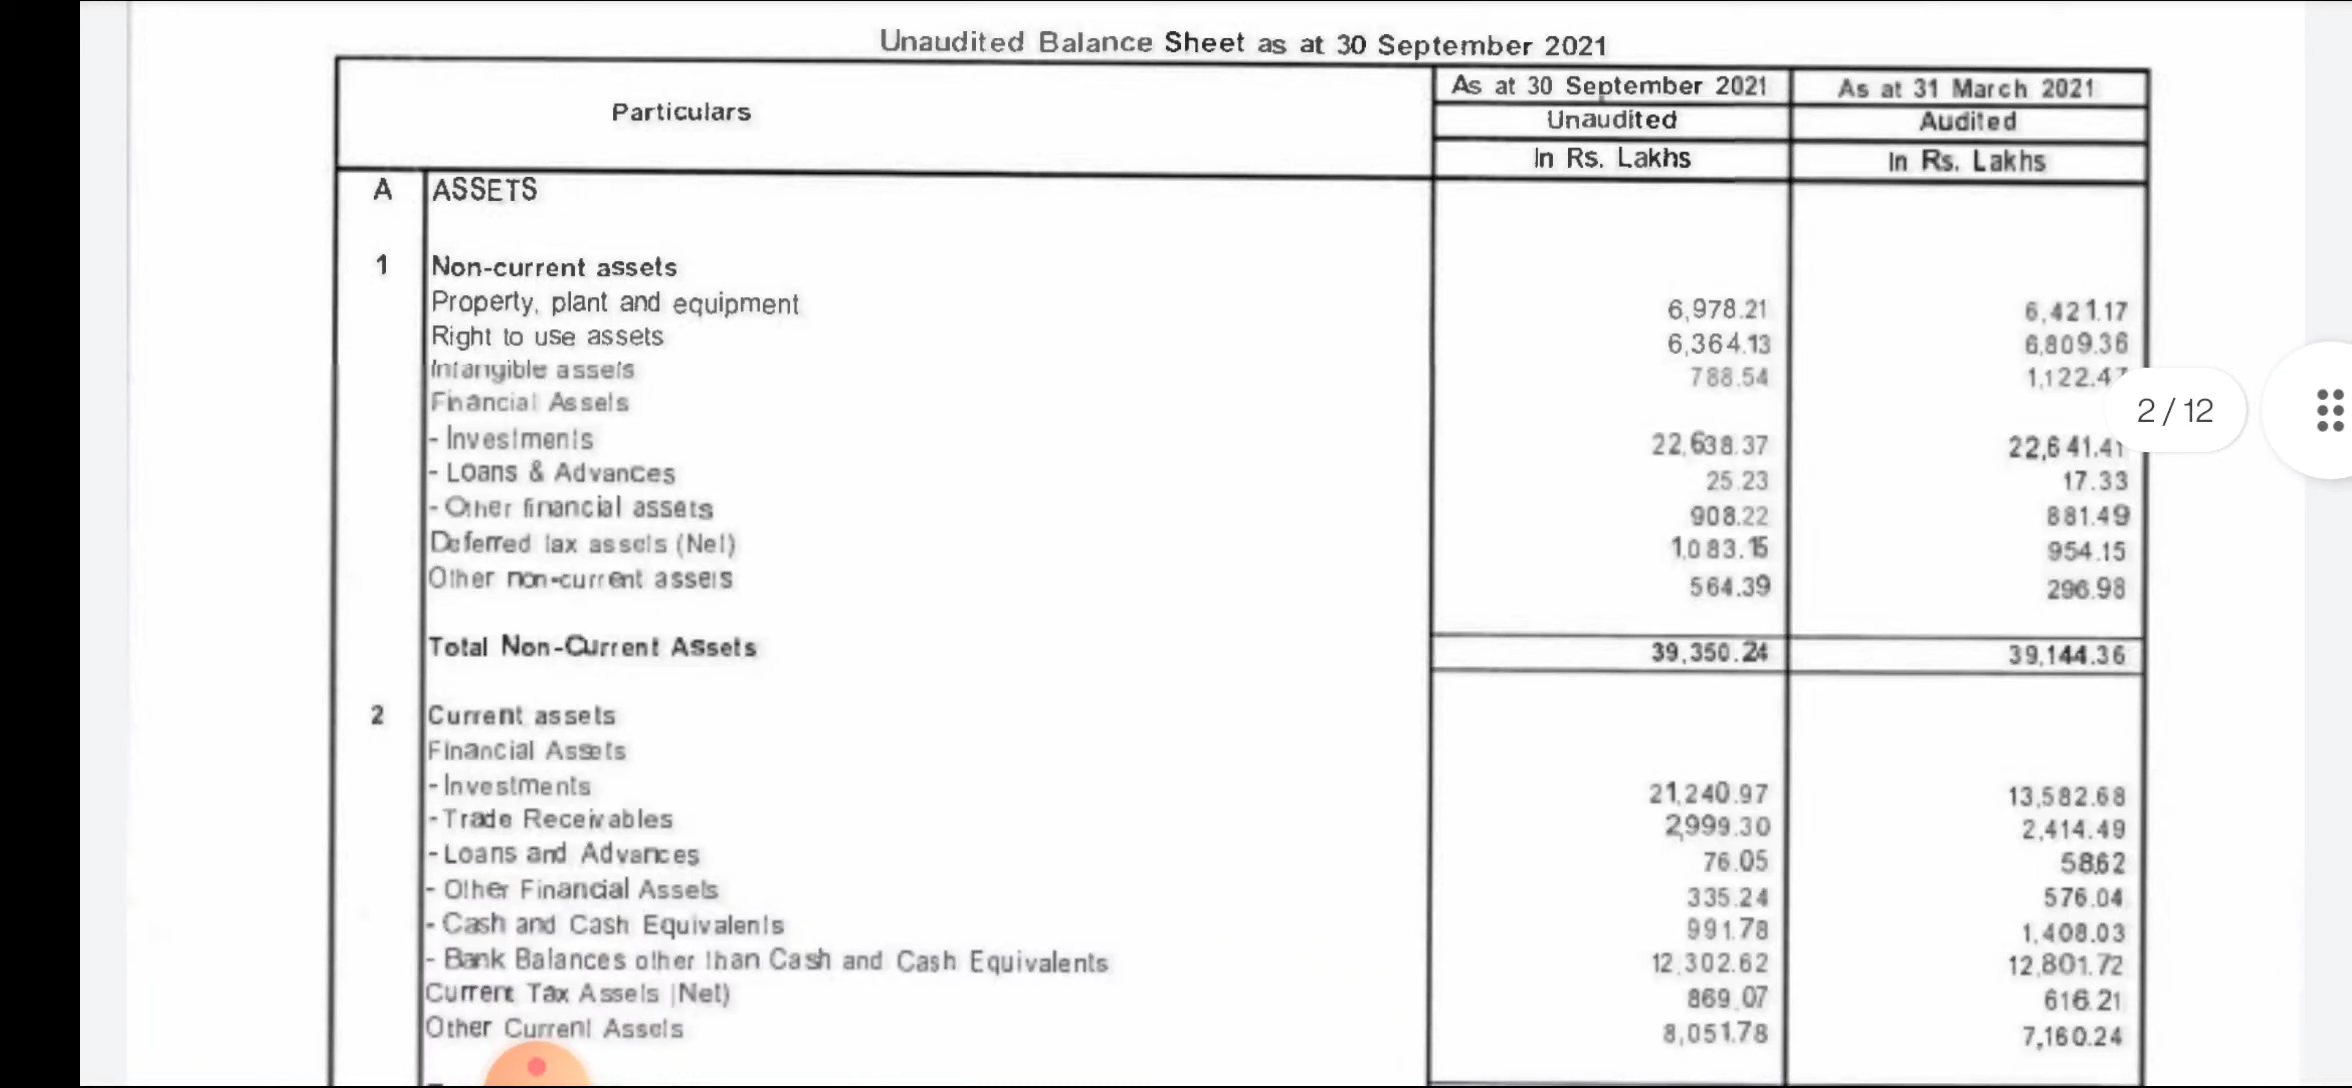 Unaudited Balance Sheet as at 30 September 2021
Particulars As at 30 September 2021 As at 31 March 2021
Unaudited Audited
In Rs. Lakhs In Rs. Lakhs
A ASSETS
1 Non-current assets
Property, plant and equipment 6,978.21 6,421.17
Right to use assets 6,364.13 6,809.36
Intangible assets 788.54 1,122.47
Financial Assets
- Investments 22,638.37 22,641.41
- Loans & Advances 25.23 17.33
- Other financial assets 908.22 881.49
Deferred tax assets (Net) 1,083.15 954.15
Other non-current assets 564.39 296.98
Total Non-Current Assets 39,350.24 39,144.36
2 Current assets
Financial Assets
- Investments 21,240.97 13,582.68
- Trade Receivables 2,999.30 2,414.49
- Loans and Advances 76.05 58.62
- Other Financial Assets 335.24 576.04
- Cash and Cash Equivalents 991.78 1,408.03
- Bank Balances other than Cash and Cash Equivalents 12,302.62 12,801.72
Current Tax Assets (Net) 869.07 616.21
Other Current Assets 8,051.78 7,160.24
2 / 12